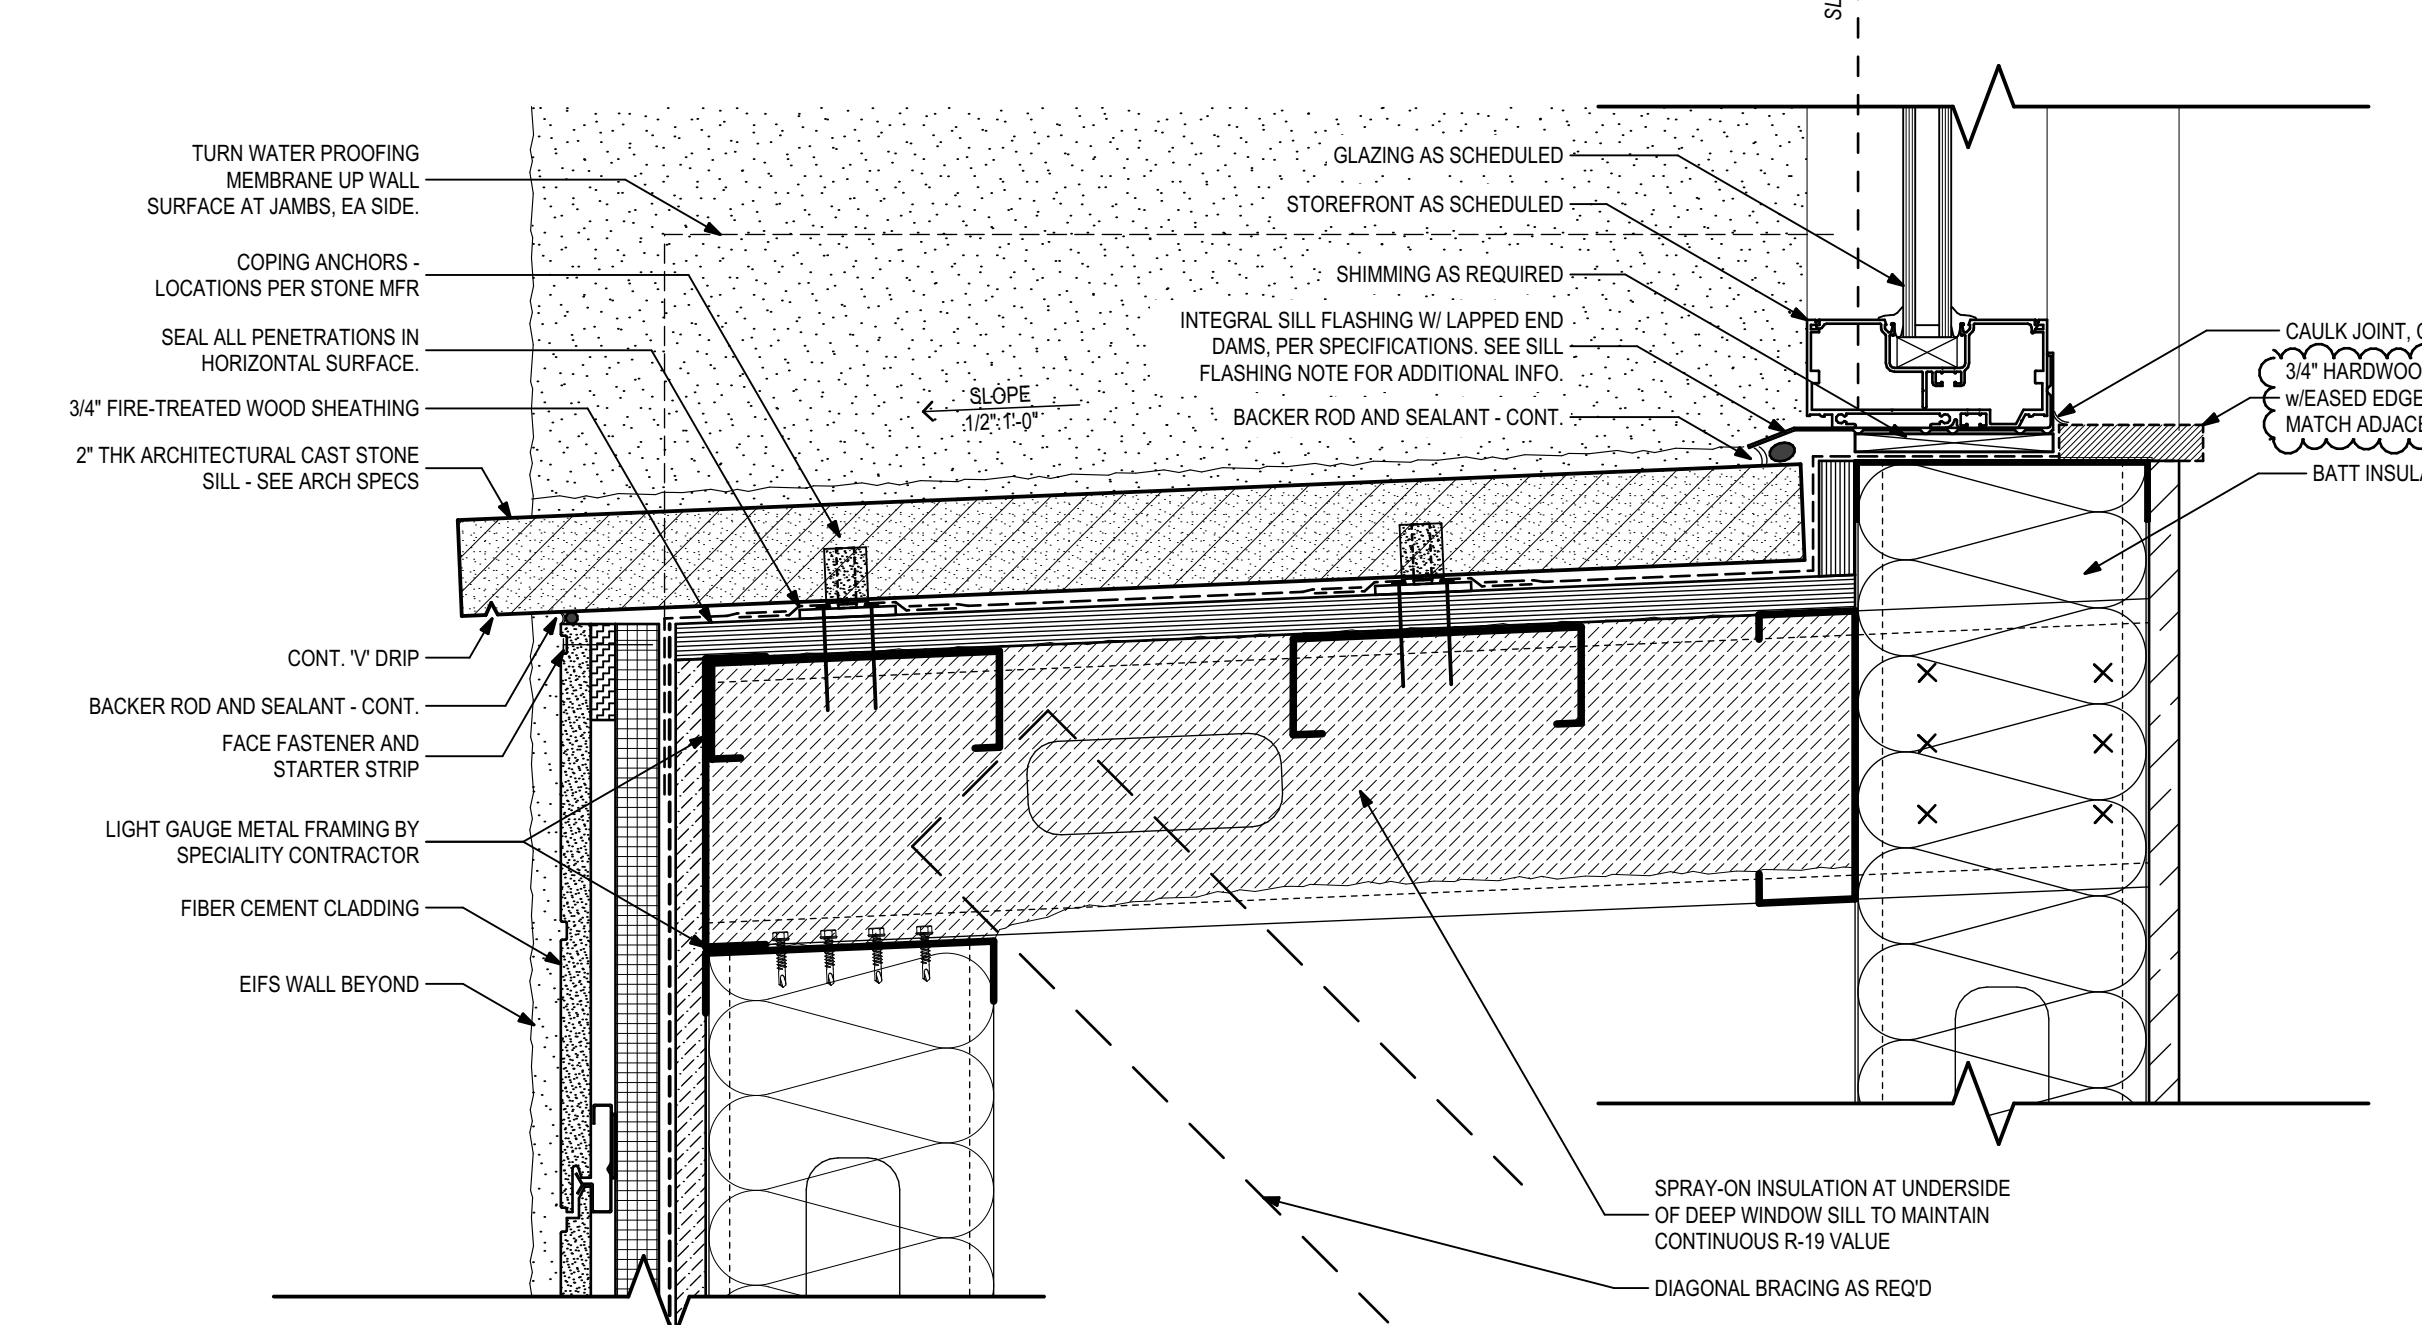 TURN WATER PROOFING
MEMBRANE UP WALL
SURFACE AT JAMBS, EA SIDE.
COPING ANCHORS -
LOCATIONS PER STONE MFR
SEAL ALL PENETRATIONS IN
HORIZONTAL SURFACE.
3/4" FIRE-TREATED WOOD SHEATHING
2" THK ARCHITECTURAL CAST STONE
SILL - SEE ARCH SPECS
CONT. 'V' DRIP
BACKER ROD AND SEALANT - CONT.
FACE FASTENER AND
STARTER STRIP
LIGHT GAUGE METAL FRAMING BY
SPECIALITY CONTRACTOR
FIBER CEMENT CLADDING
EIFS WALL BEYOND
SLOPE
1/2":1'-0"
GLAZING AS SCHEDULED
STOREFRONT AS SCHEDULED
SHIMMING AS REQUIRED
INTEGRAL SILL FLASHING W/ LAPPED END
DAMS, PER SPECIFICATIONS. SEE SILL
FLASHING NOTE FOR ADDITIONAL INFO.
BACKER ROD AND SEALANT - CONT.
CAULK JOINT,
3/4"
w/EASED EDGE
MATCH
BATT
SPRAY-ON INSULATION AT UNDERSIDE
OF DEEP WINDOW SILL TO MAINTAIN
CONTINUOUS R-19 VALUE
DIAGONAL BRACING AS REQ'D